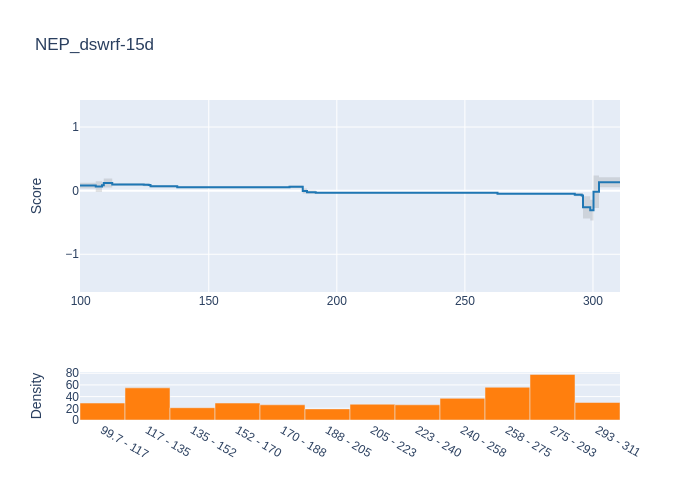 NEP_dswrf-15d
Score
1
0
−1
100
150
200
250
300
Density
80
60
40
20
0
99.7 - 117
117 - 135
135 - 152
152 - 170
170 - 188
188 - 205
205 - 223
223 - 240
240 - 258
258 - 275
275 - 293
293 - 311